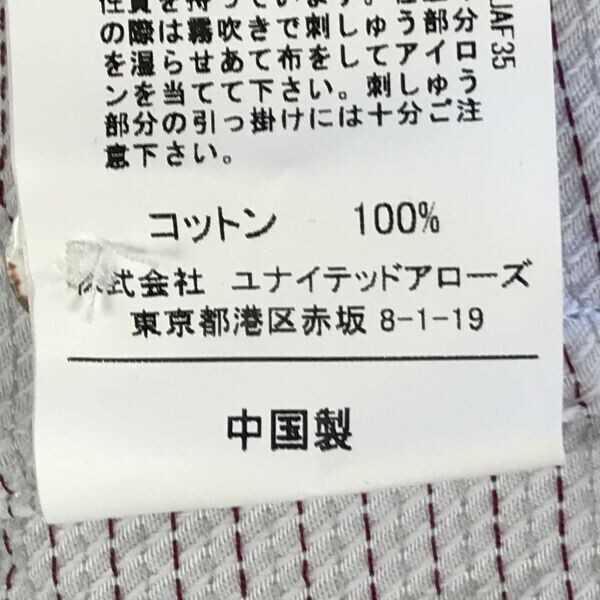 の際は霧吹きで刺しゅう部分
を湿らせあて布をしてアイロ
ンを当てて下さい。刺しゅう
部分の引っ掛けには十分ご注
意下さい。
コットン 100%
式会社 ユナイテッドアローズ
東京都港区赤坂 8-1-19
中国製
JAF35